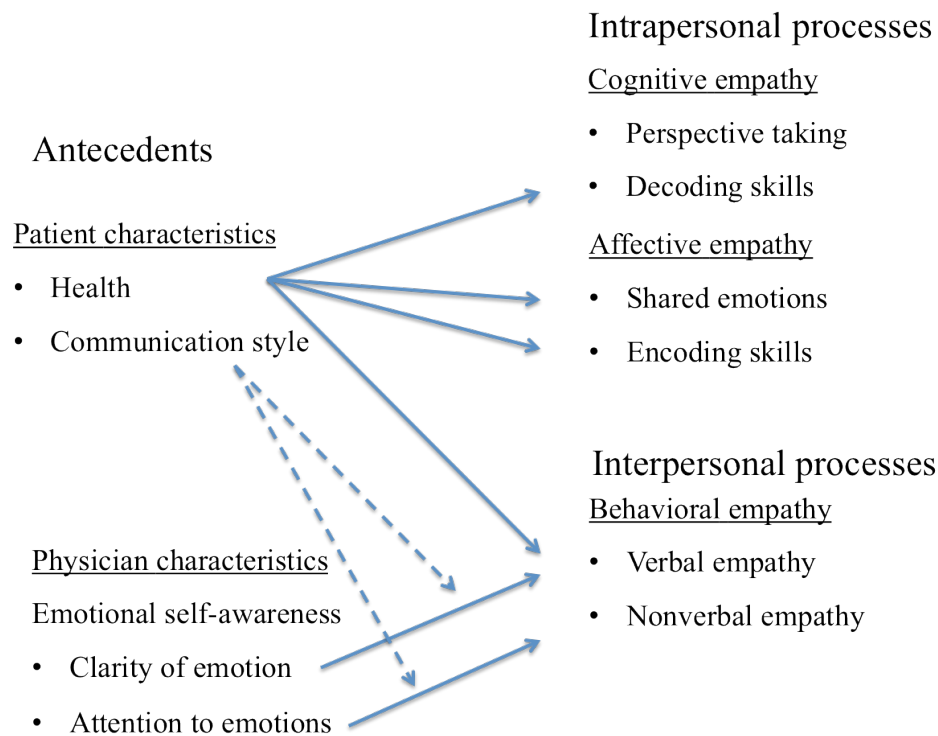 Antecedents
Patient characteristics
• Health
• Communication style
Physician characteristics
Emotional self-awareness
• Clarity of emotion
• Attention to emotions
Intrapersonal processes
Cognitive empathy
• Perspective taking
• Decoding skills
Affective empathy
• Shared emotions
• Encoding skills
Interpersonal processes
Behavioral empathy
• Verbal empathy
• Nonverbal empathy